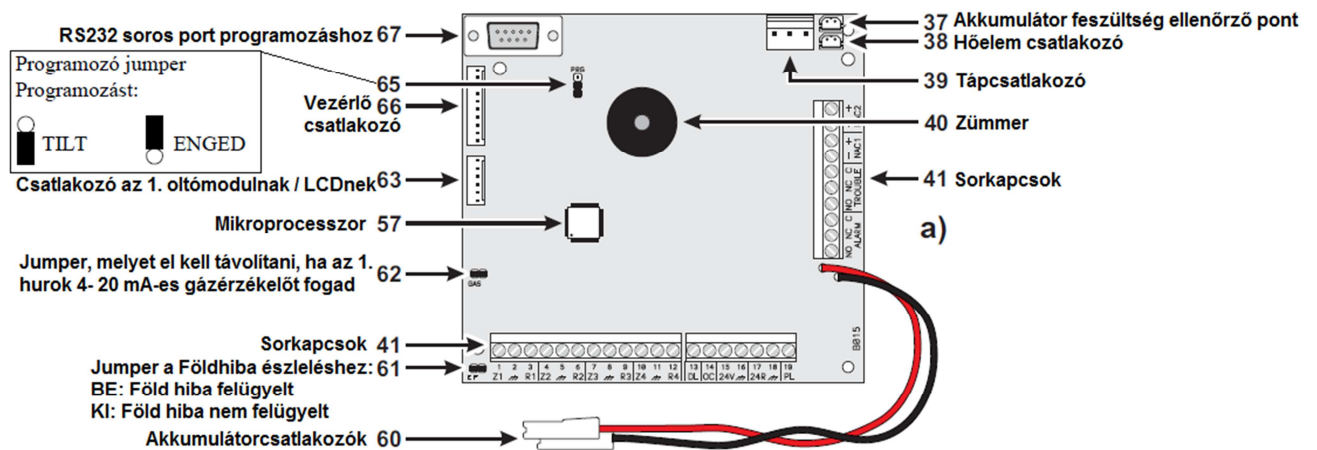 RS232 soros port programozáshoz 67
Programozó jumper
Programozást:
TILT
ENGED
65
PRG
Vezérlő 66
csatlakozó
Csatlakozó az 1. oltómodulnak / LCDnek 63
Mikroprocesszor 57
Jumper, melyet el kell távolítani, ha az 1.
hurok 4- 20 mA-es gázérzékelőt fogad
62
GAS
Sorkapcsok 41
Jumper a Földhiba észleléshez: 61
BE: Föld hiba felügyelt
KI: Föld hiba nem felügyelt
Akkumulátorcsatlakozók 60
37 Akkumulátor feszültség ellenőrző pont
38 Hőelem csatlakozó
39 Tápcsatlakozó
40 Zümmer
41 Sorkapcsok
a)
+
– + NAC1
NO NC C TROUBLE
NO NC C ALARM
B015
1 2 3 4 5 6 7 8 9 10 11 12 13 14 15 16 17 18 19
Z1 R1 Z2 R2 Z3 R3 Z4 R4 DL OC 24V 24R PL